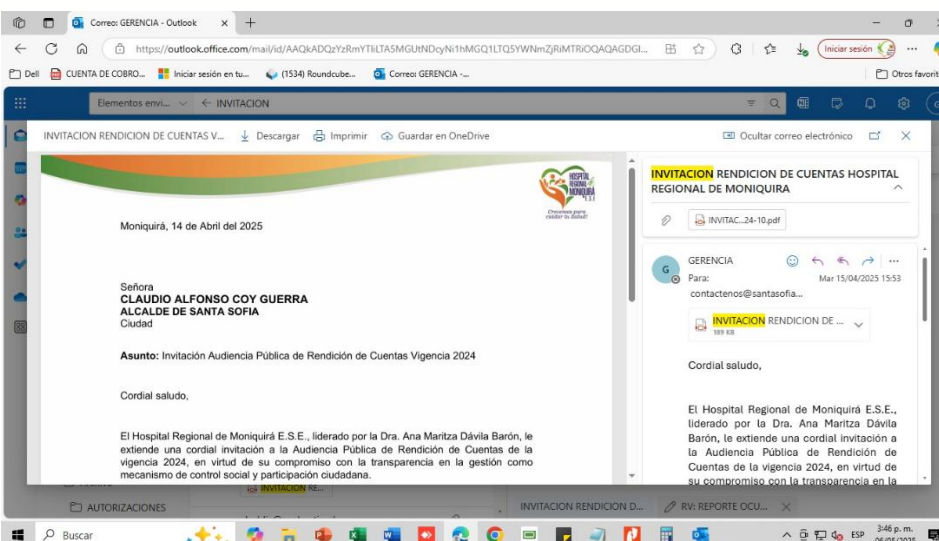 Correo: GERENCIA - Outlook
https://outlook.office.com/mail/id/AAQkADQzYzRmYTliLTA5MGUtNDcyNi1hMGQ1LTQ5YWNmZjRiMTRiOQAQAGDGI...
Iniciar sesión
Dell
CUENTA DE COBRO...
Iniciar sesión en tu...
(1534) Roundcube...
Correo: GERENCIA -...
Otros favorit
Elementos envi...
INVITACION
INVITACION RENDICION DE CUENTAS V...
Descargar
Imprimir
Guardar en OneDrive
Ocultar correo electrónico
HOSPITAL
REGIONAL
MONIQUIRÁ
E.S.E
Crecemos para
cuidar tu Salud!
Moniquirá, 14 de Abril del 2025
Señora
CLAUDIO ALFONSO COY GUERRA
ALCALDE DE SANTA SOFIA
Ciudad
Asunto: Invitación Audiencia Pública de Rendición de Cuentas Vigencia 2024
Cordial saludo,
El Hospital Regional de Moniquirá E.S.E., liderado por la Dra. Ana Maritza Dávila Barón, le
extiende una cordial invitación a la Audiencia Pública de Rendición de Cuentas de la
vigencia 2024, en virtud de su compromiso con la transparencia en la gestión como
mecanismo de control social y participación ciudadana.
INVITACION RENDICION DE CUENTAS HOSPITAL
REGIONAL DE MONIQUIRA
INVITAC...24-10.pdf
G
GERENCIA
Para:
Mar 15/04/2025 15:53
contactenos@santasofia...
INVITACION RENDICION DE ...
189 KB
Cordial saludo,
El Hospital Regional de Moniquirá E.S.E.,
liderado por la Dra. Ana Maritza Dávila
Barón, le extiende una cordial invitación a
la Audiencia Pública de Rendición de
Cuentas de la vigencia 2024, en virtud de
su compromiso con la transparencia en la
INVITACION RE...
AUTORIZACIONES
INVITACION RENDICION D...
RV: REPORTE OCU...
Buscar
ESP
3:46 p. m.
06/05/2025